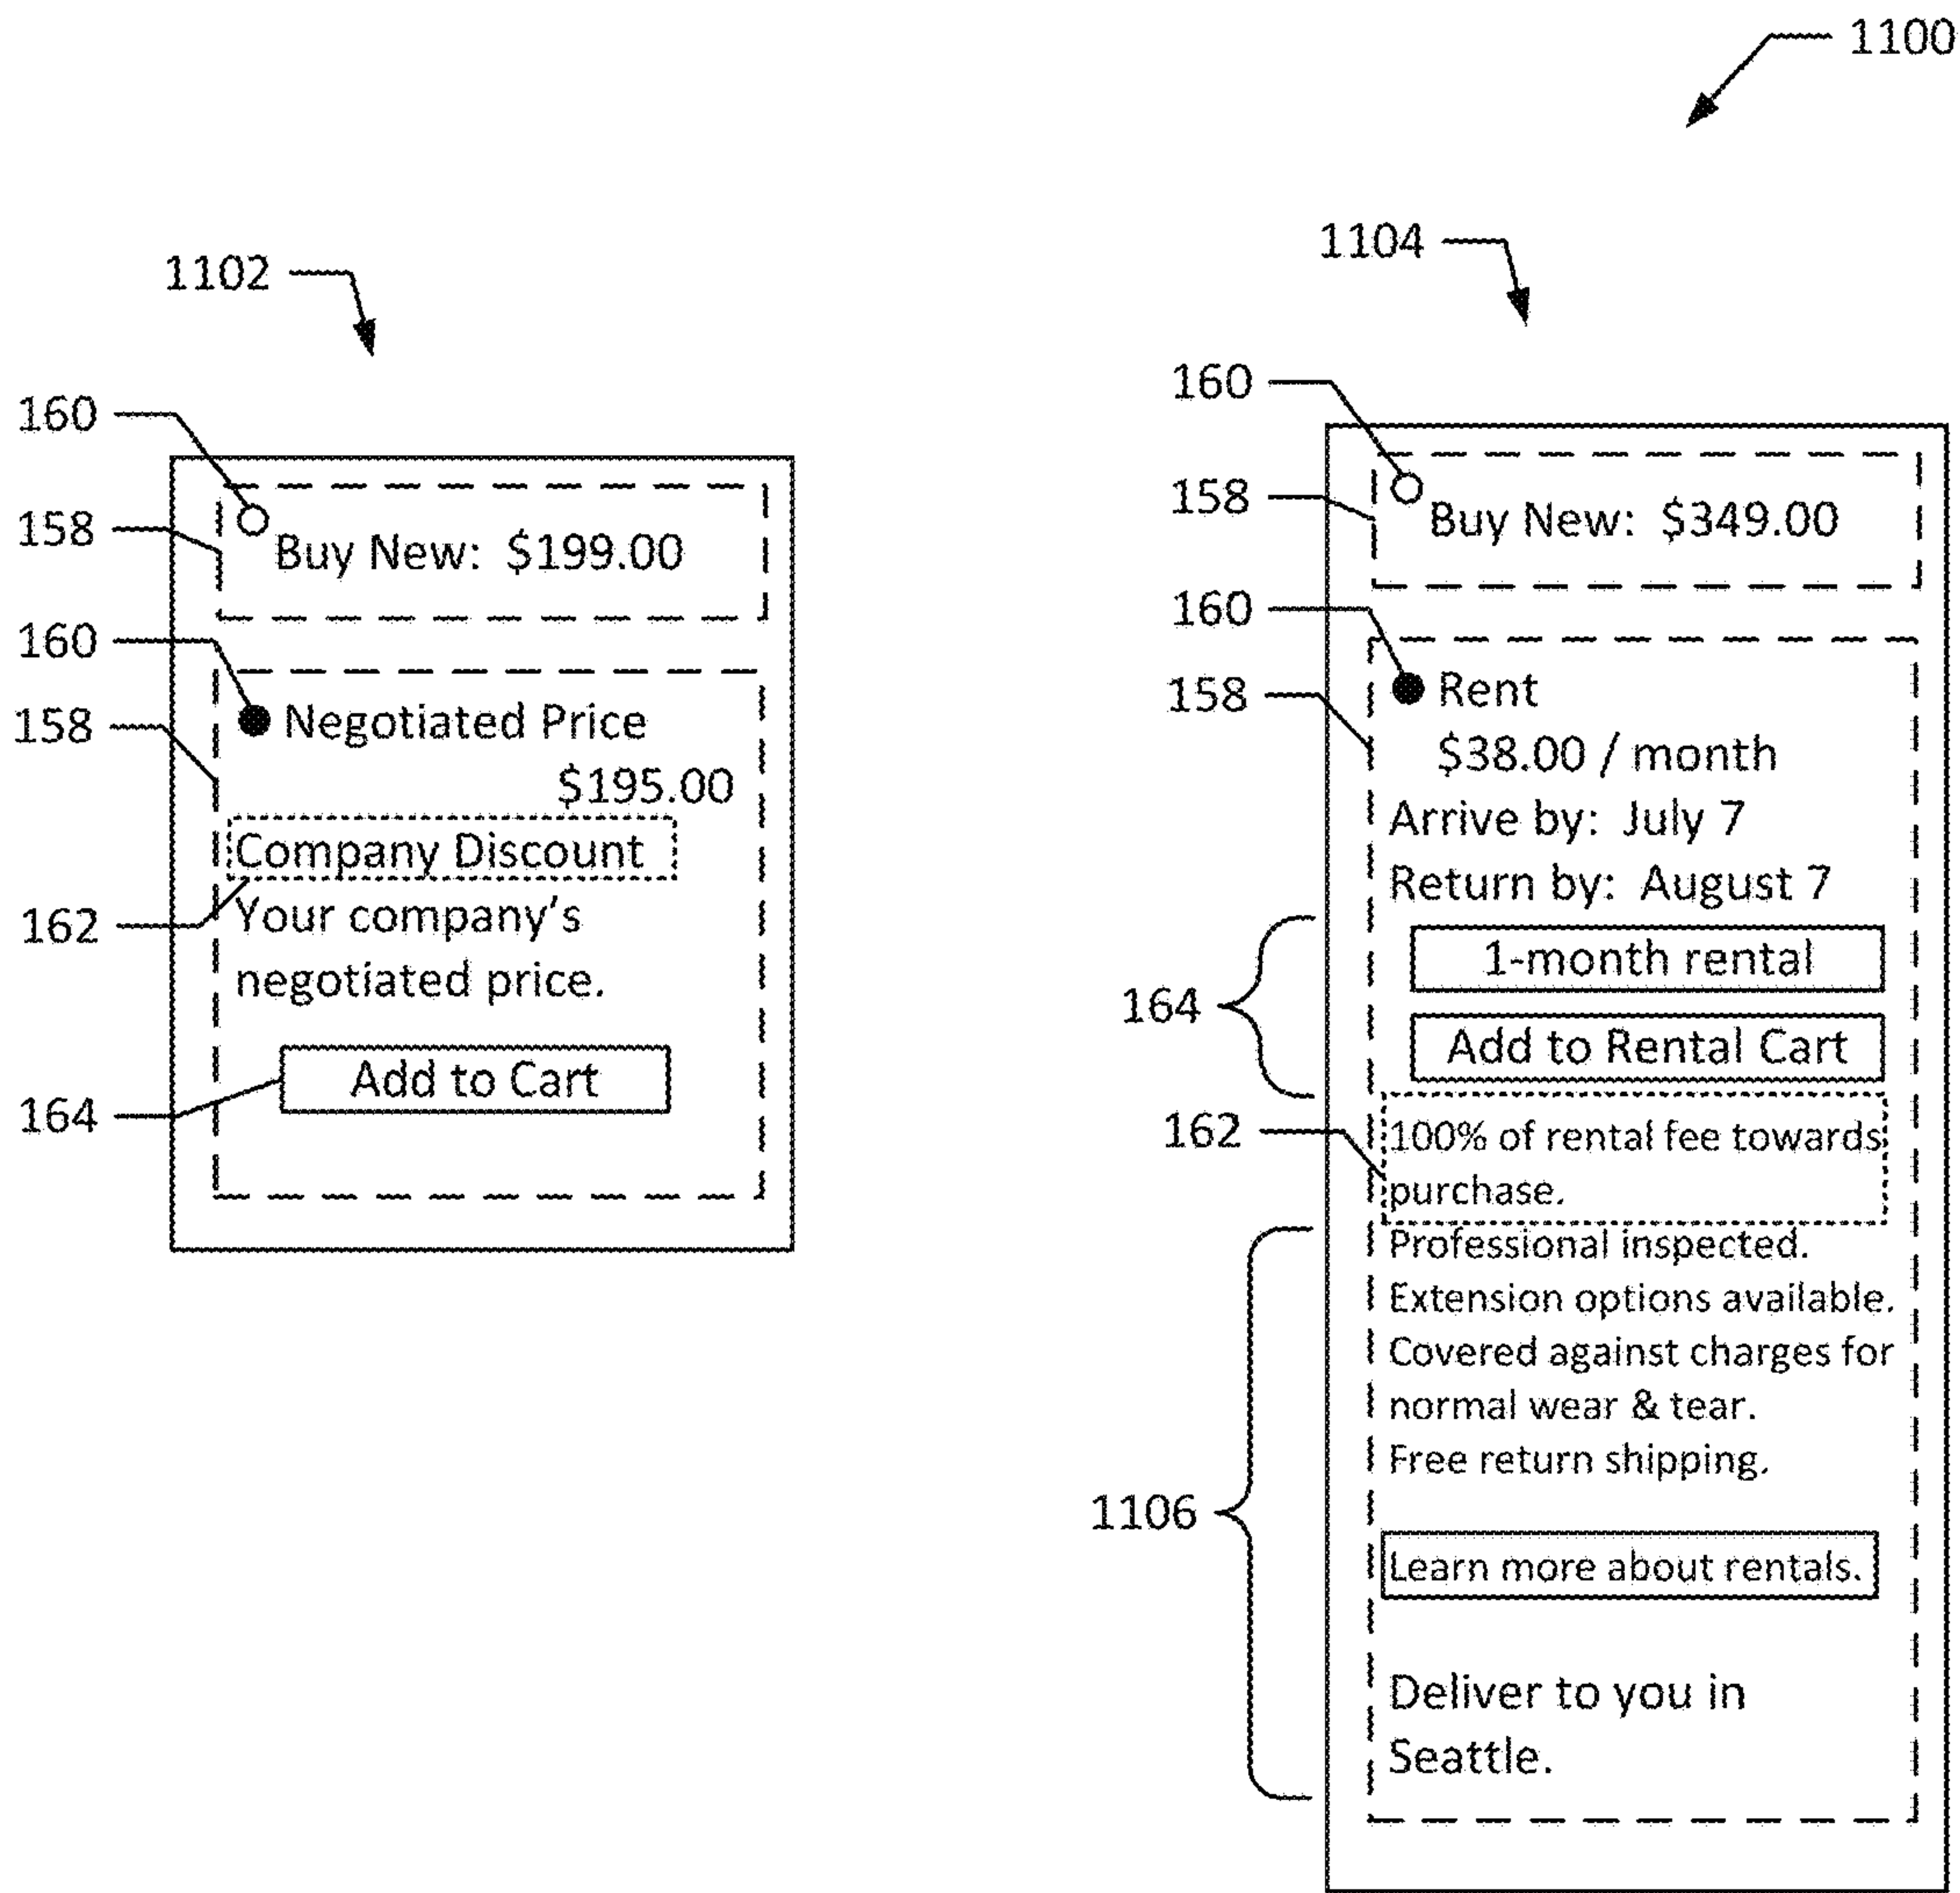 1100
1102
160
158
Buy New: $199.00
160
158
Negotiated Price
$195.00
Company Discount
162
Your company's
negotiated price.
Add to Cart
164
1104
160
158
Buy New: $349.00
160
158
Rent
$38.00 / month
Arrive by: July 7
Return by: August 7
164
1-month rental
Add to Rental Cart
162
100% of rental fee towards
purchase.
Professional inspected.
Extension options available.
Covered against charges for
normal wear & tear.
Free return shipping.
1106
Learn more about rentals.
Deliver to you in
Seattle.